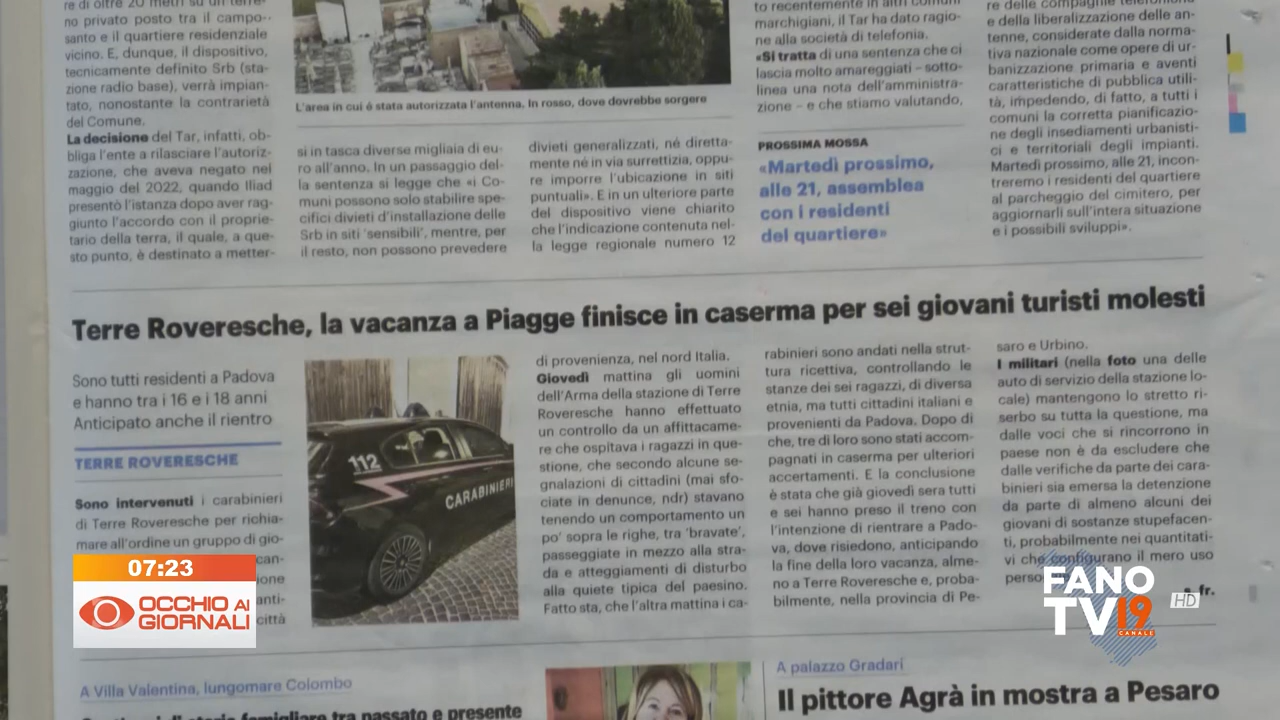 re di oltre 20 metri su un terre-
no privato posto tra il campo-
santo e il quartiere residenziale
vicino. E, dunque, il dispositivo,
tecnicamente definito Srb (sta-
zione radio base), verrà impian-
tato, nonostante la contrarietà
del Comune.
La decisione del Tar, infatti, ob-
bliga l'ente a rilasciare l'autoriz-
zazione, che aveva negato nel
maggio del 2022, quando Iliad
presentò l'istanza dopo aver rag-
giunto l'accordo con il proprie-
tario della terra, il quale, a que-
sto punto, è destinato a metter-
L'area in cui é stata autorizzata l'antenna. In rosso, dove dovrebbe sorgere
si in tasca diverse migliaia di eu-
ro all'anno. In un passaggio del-
la sentenza si legge che «i Co-
muni possono solo stabilire spe-
cifici divieti d'installazione delle
Srb in siti 'sensibili', mentre, per
il resto, non possono prevedere
divieti generalizzati, né diretta-
mente né in via surrettizia, oppu-
re imporre l'ubicazione in siti
puntuali». E in un ulteriore parte
del dispositivo viene chiarito
che l'indicazione contenuta nel-
la legge regionale numero 12
to recentemente in altri comuni
marchigiani, il Tar ha dato ragio-
ne alla società di telefonia.
«Si tratta di una sentenza che ci
lascia molto amareggiati – sotto-
linea una nota dell'amministra-
zione – e che stiamo valutando,
PROSSIMA MOSSA
«Martedì prossimo,
alle 21, assemblea
con i residenti
del quartiere»
re delle compagnie telefoniche
e della liberalizzazione delle an-
tenne, considerate dalla norma-
tiva nazionale come opere di ur-
banizzazione primaria e aventi
caratteristiche di pubblica utili-
tà, impedendo, di fatto, a tutti i
comuni la corretta pianificazio-
ne degli insediamenti urbanisti-
ci e territoriali degli impianti.
Martedì prossimo, alle 21, incon-
treremo i residenti del quartiere
al parcheggio del cimitero, per
aggiornarli sull'intera situazione
e i possibili sviluppi».
Terre Roveresche, la vacanza a Piagge finisce in caserma per sei giovani turisti molesti
Sono tutti residenti a Padova
e hanno tra i 16 e i 18 anni
Anticipato anche il rientro
TERRE ROVERESCHE
Sono intervenuti i carabinieri
di Terre Roveresche per richia-
mare all'ordine un gruppo di gio-
can-
ione
anti-
città
112
CARABINIERI
di provenienza, nel nord Italia.
Giovedì mattina gli uomini
dell'Arma della stazione di Terre
Roveresche hanno effettuato
un controllo da un affittacame-
re che ospitava i ragazzi in que-
stione, che secondo alcune se-
gnalazioni di cittadini (mai sfo-
ciate in denunce, ndr) stavano
tenendo un comportamento un
po' sopra le righe, tra 'bravate',
passeggiate in mezzo alla stra-
da e atteggiamenti di disturbo
alla quiete tipica del paesino.
Fatto sta, che l'altra mattina i ca-
rabinieri sono andati nella strut-
tura ricettiva, controllando le
stanze dei sei ragazzi, di diversa
etnia, ma tutti cittadini italiani e
provenienti da Padova. Dopo di
che, tre di loro sono stati accom-
pagnati in caserma per ulteriori
accertamenti. E la conclusione
è stata che già giovedì sera tutti
e sei hanno preso il treno con
l'intenzione di rientrare a Pado-
va, dove risiedono, anticipando
la fine della loro vacanza, alme-
no a Terre Roveresche e, proba-
bilmente, nella provincia di Pe-
saro e Urbino.
I militari (nella foto una delle
auto di servizio della stazione lo-
cale) mantengono lo stretto ri-
serbo su tutta la questione, ma
dalle voci che si rincorrono in
paese non è da escludere che
dalle verifiche da parte dei cara-
binieri sia emersa la detenzione
da parte di almeno alcuni dei
giovani di sostanze stupefacen-
ti, probabilmente nei quantitati-
vi che configurano il mero uso
perso
fr.
07:23
OCCHIO AI
GIORNALI
FANO
TV19
CANALE
HD
A Villa Valentina, lungomare Colombo
di storia famigliare tra passato e presente
A palazzo Gradari
Il pittore Agrà in mostra a Pesaro